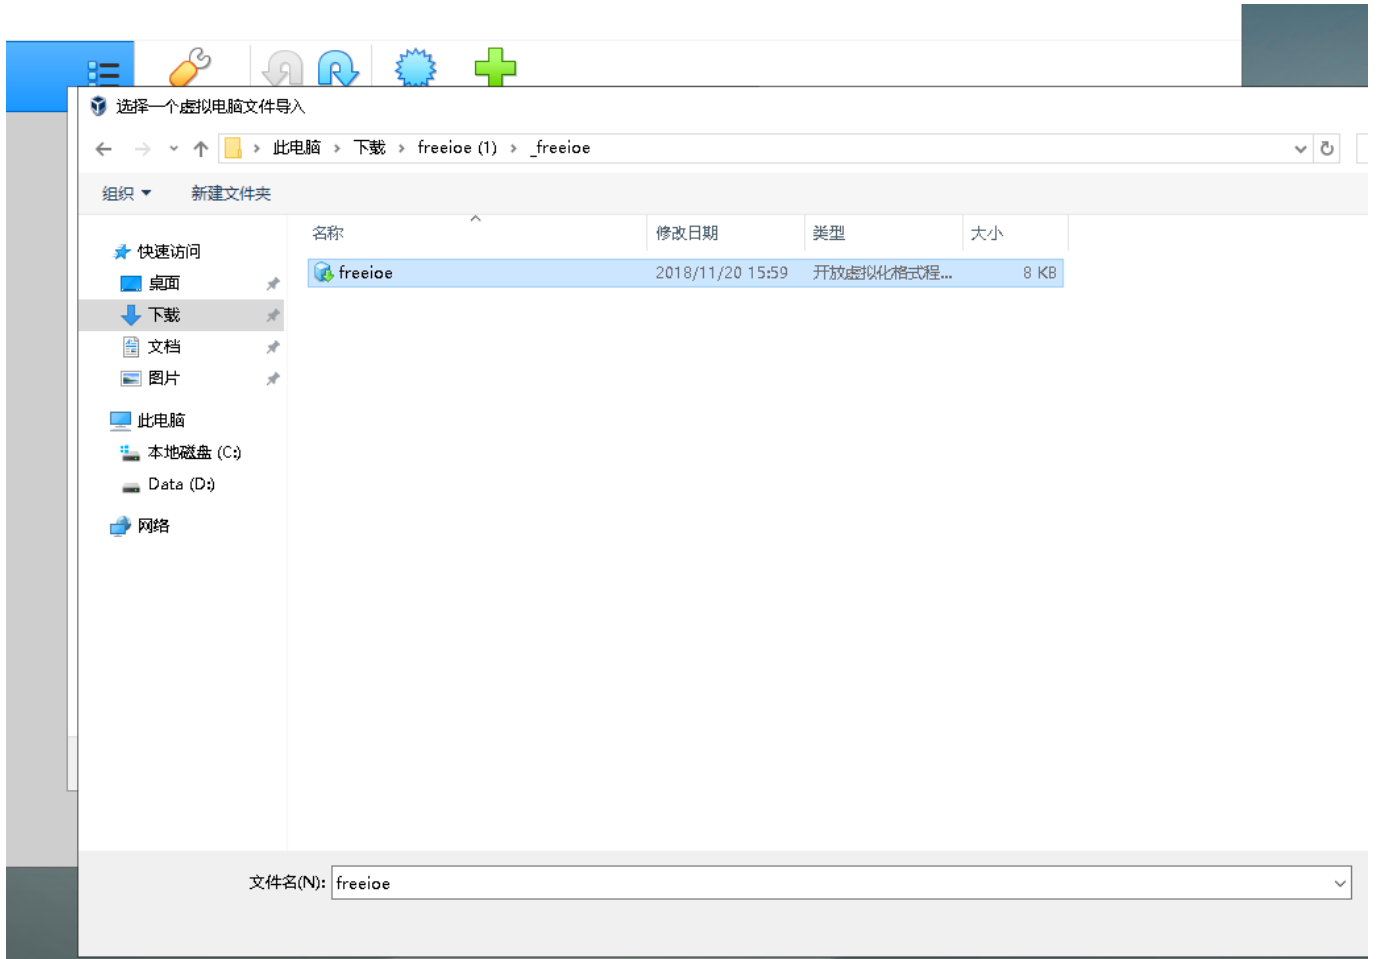 选择一个虚拟电脑文件导入
此电脑 › 下载 › freeioe (1) › _freeioe
组织 新建文件夹
名称 修改日期 类型 大小
快速访问
freeioe 2018/11/20 15:59 开放虚拟化格式程... 8 KB
桌面
下载
文档
图片
此电脑
本地磁盘 (C:)
Data (D:)
网络
文件名(N): freeioe